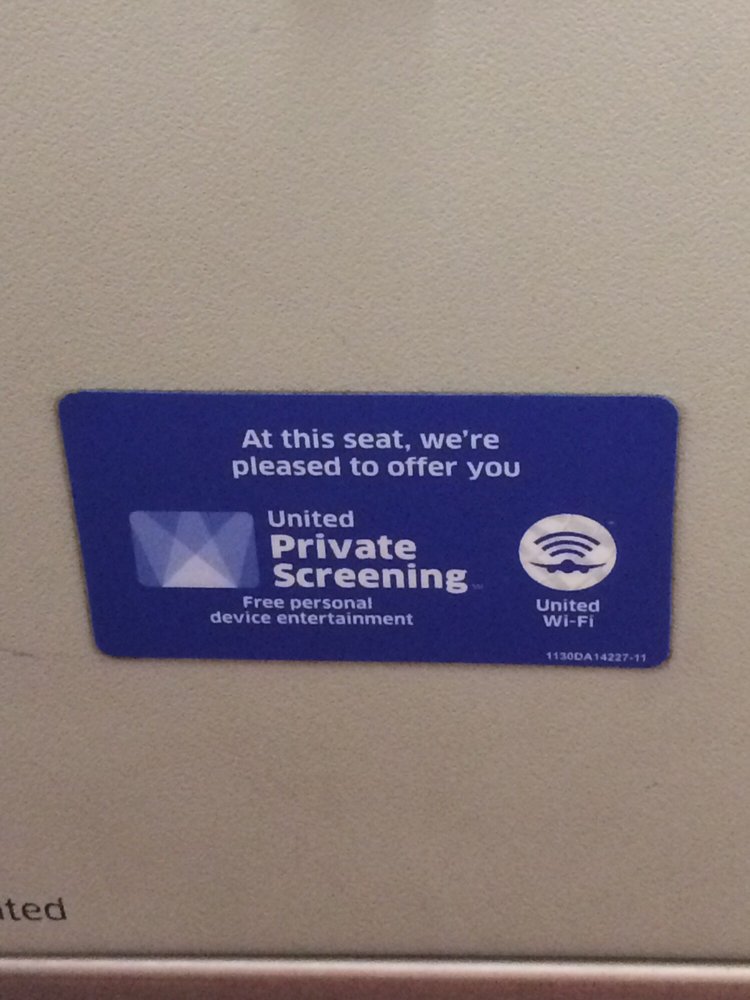 At this seat, we're
pleased to offer you
United
Private
Screening
Free personal
device entertainment
United
Wi-Fi
1130DA14227-11